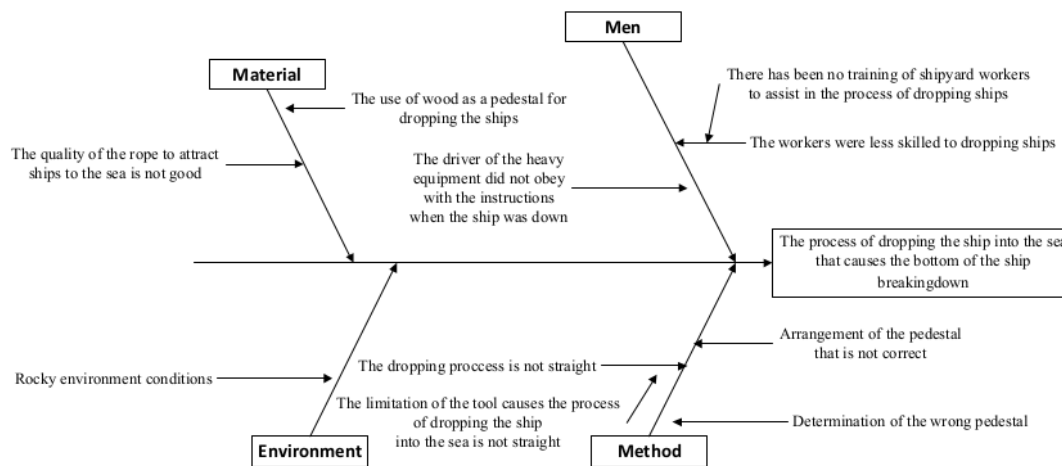 Men
Material
There has been no training of shipyard workers
to assist in the process of dropping ships
The use of wood as a pedestal for
dropping the ships
The workers were less skilled to dropping ships
The quality of the rope to attract
ships to the sea is not good
The driver of the heavy
equipment did not obey
with the instructions
when the ship was down
The process of dropping the ship into the sea
that causes the bottom of the ship
breakingdown
Arrangement of the pedestal
that is not correct
The dropping proccess is not straight
Rocky environment conditions
The limitation of the tool causes the process
of dropping the ship
into the sea is not straight
Determination of the wrong pedestal
Environment
Method